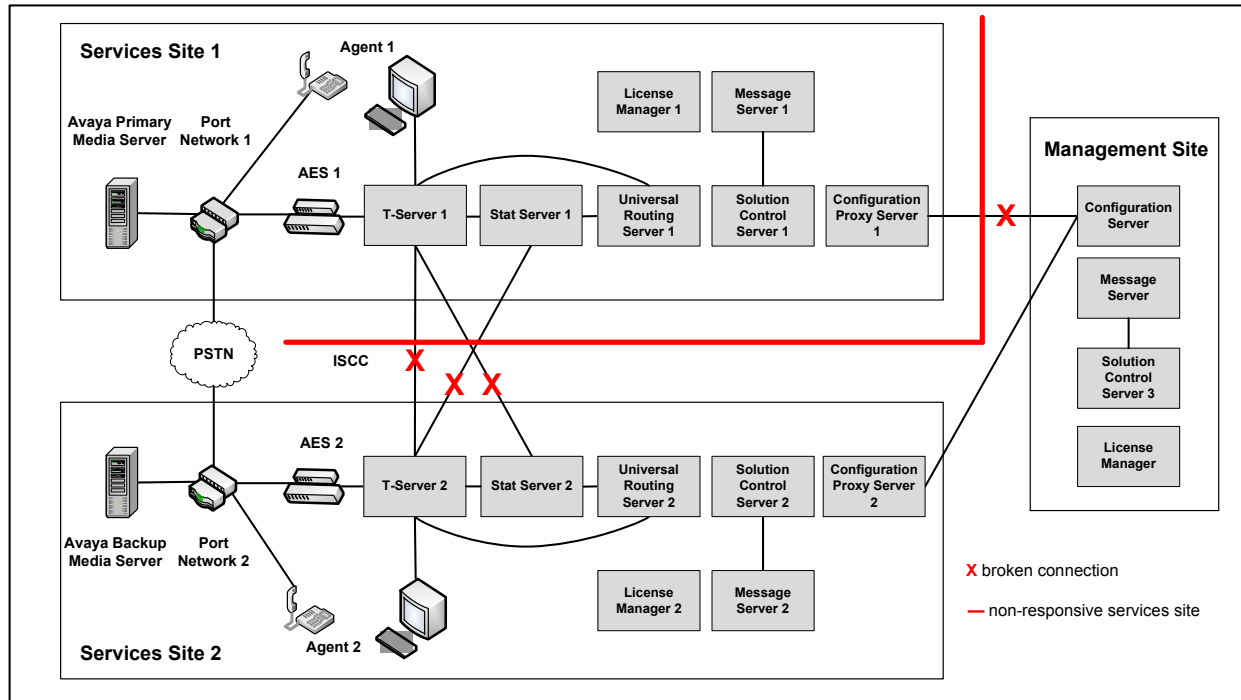 Services Site 1
Agent 1
Avaya Primary
Media Server
Port
Network 1
AES 1
License
Manager 1
Message
Server 1
T-Server 1
Stat Server 1
Universal
Routing
Server 1
Solution
Control
Server 1
Configuration
Proxy Server
1
Management Site
Configuration
Server
Message
Server
Solution
Control
Server 3
License
Manager
X
PSTN
ISCC
X
X
X
AES 2
T-Server 2
Stat Server 2
Universal
Routing
Server 2
Solution
Control
Server 2
Configuration
Proxy Server
2
Avaya Backup
Media Server
Port
Network 2
License
Manager 2
Message
Server 2
Agent 2
Services Site 2
X broken connection
non-responsive services site